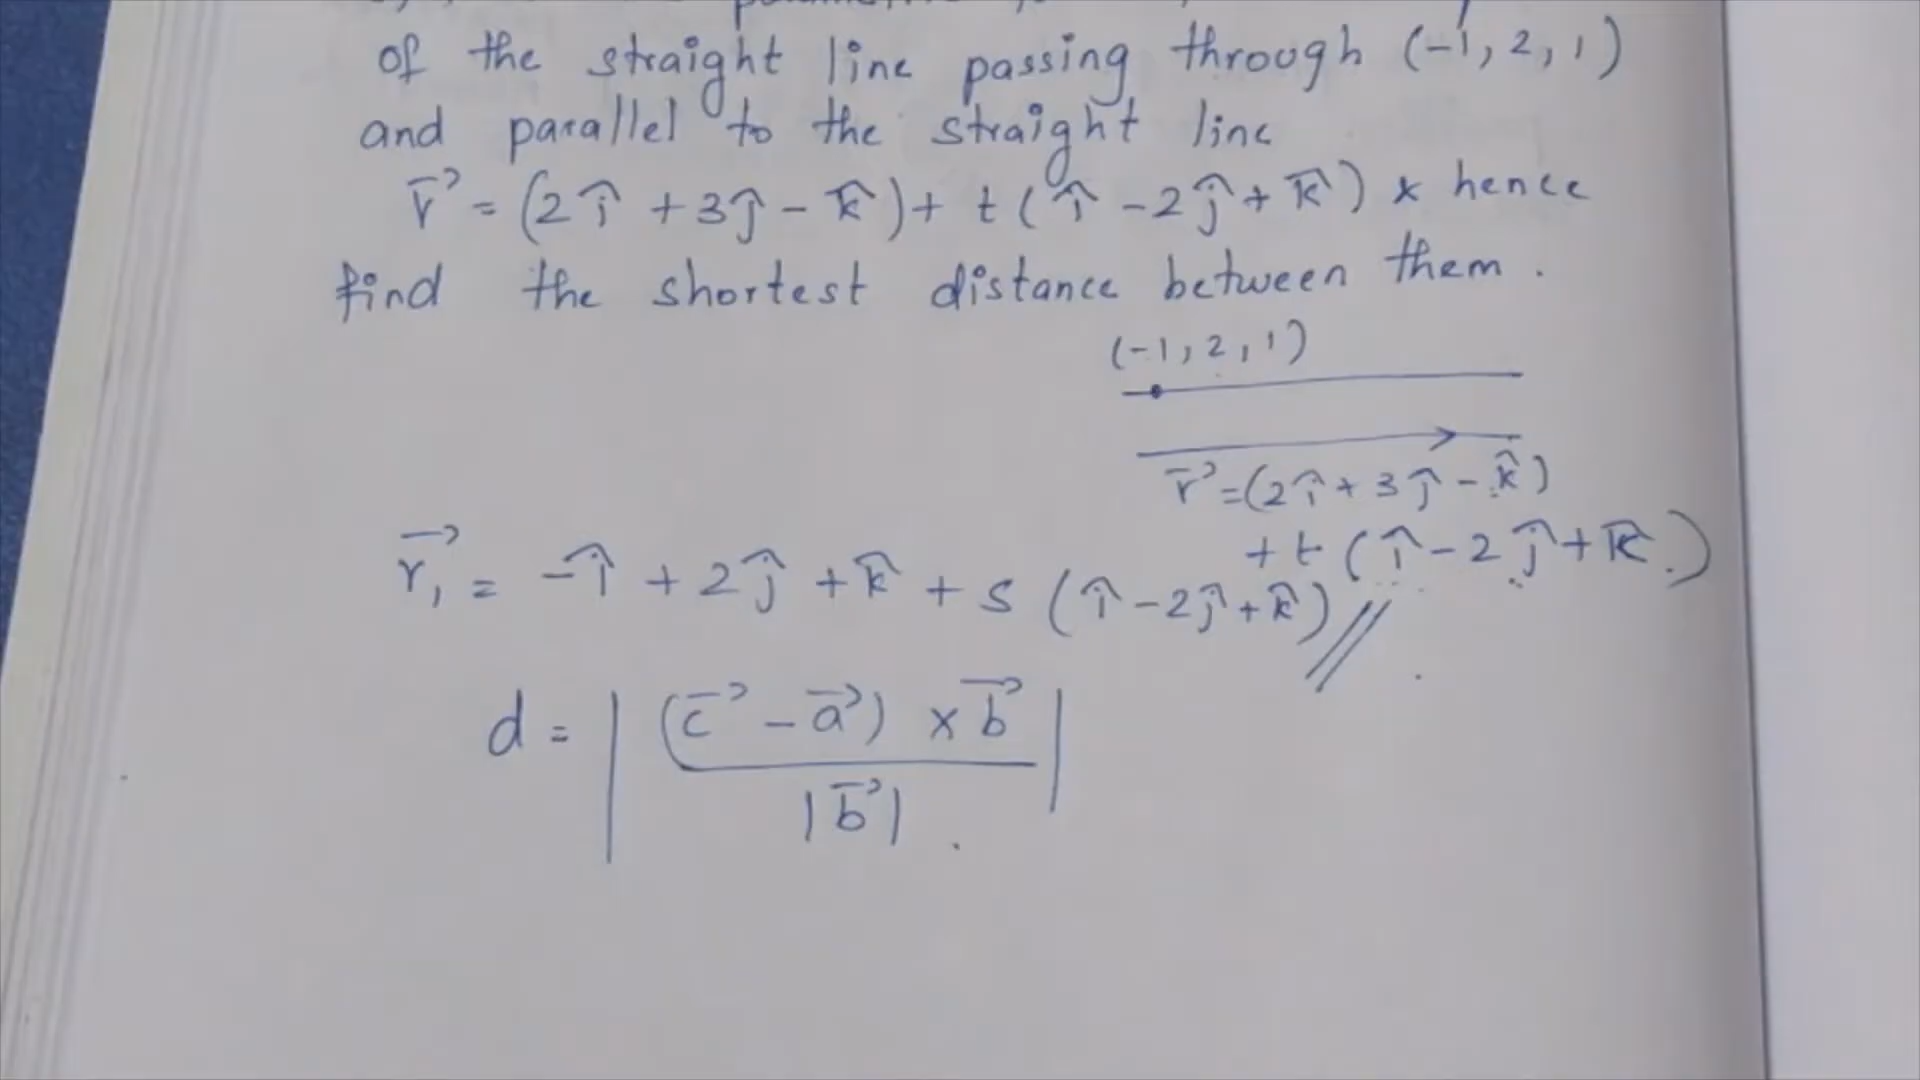 of the straight line passing through (-1, 2, 1)
and parallel to the straight line
r⃗ = (2î + 3ĵ - k̂) + t(î - 2ĵ + k̂) x hence
find the shortest distance between them.
(-1, 2, 1)
r⃗ = (2î + 3ĵ - k̂)
+ t (î - 2ĵ + k̂)
r⃗₁ = -î + 2ĵ + k̂ + s (î - 2ĵ + k̂) //
d = | (c⃗ - a⃗) x b⃗ |
|b⃗|